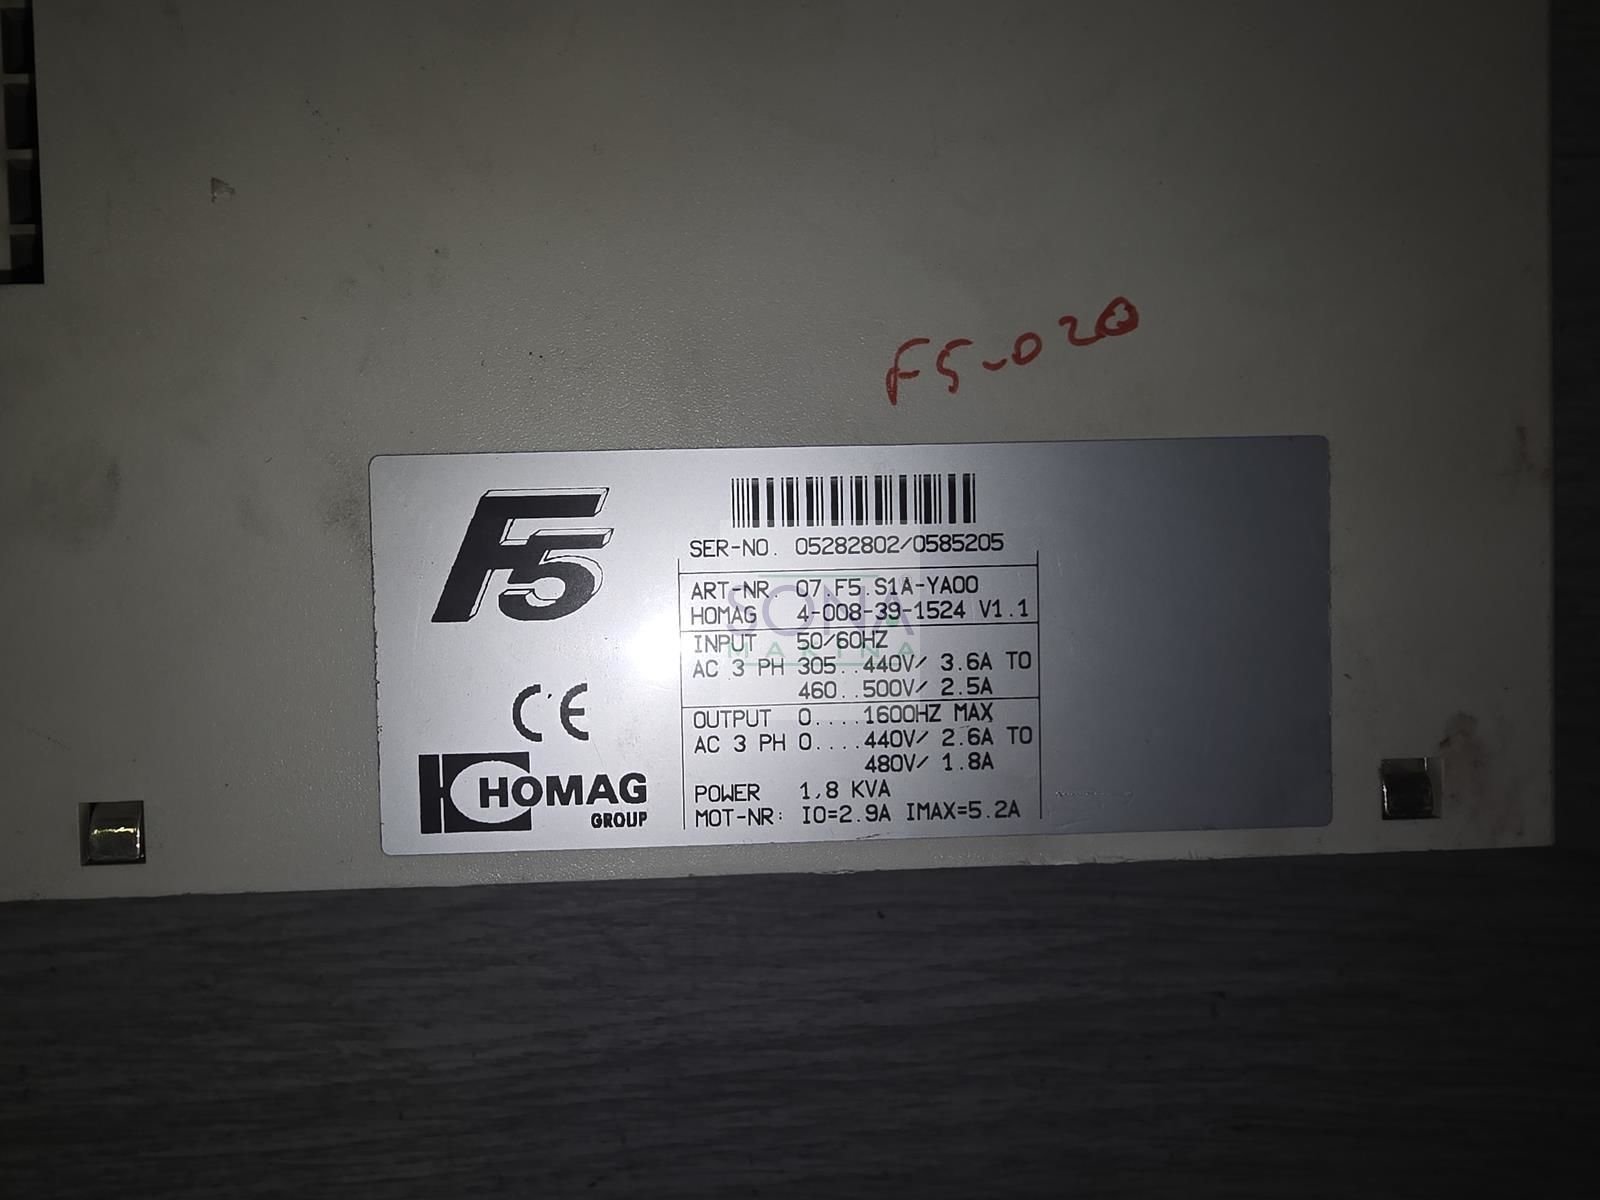 F5-020
F5
SER-NO. 05282802/0585205
ART-NR. 07.F5.S1A-YA00
HOMAG 4-008-39-1524 V1.1
INPUT 50/60HZ
AC 3 PH 305..440V/ 3.6A TO
460..500V/ 2.5A
OUTPUT 0....1600HZ MAX
AC 3 PH 0....440V/ 2.6A TO
480V/ 1.8A
POWER 1,8 KVA
MOT-NR: I0=2.9A IMAX=5.2A
CE
HOMAG
GROUP
SONA
MAKINA